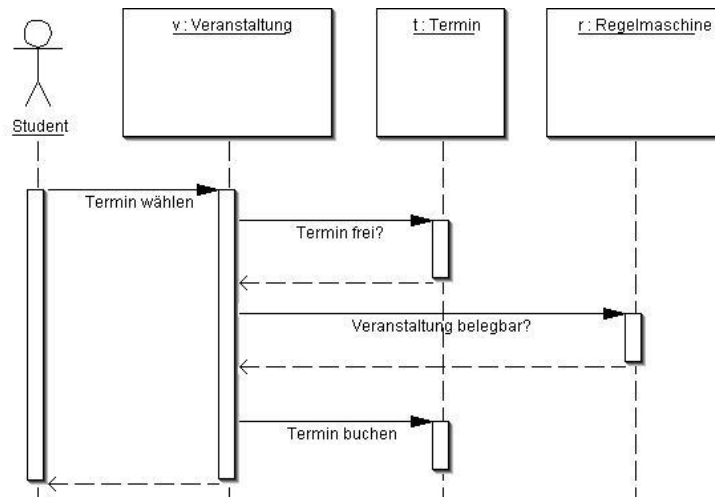 v : Veranstaltung
t : Termin
r : Regelmaschine
Student
Termin wählen
Termin frei?
Veranstaltung belegbar?
Termin buchen